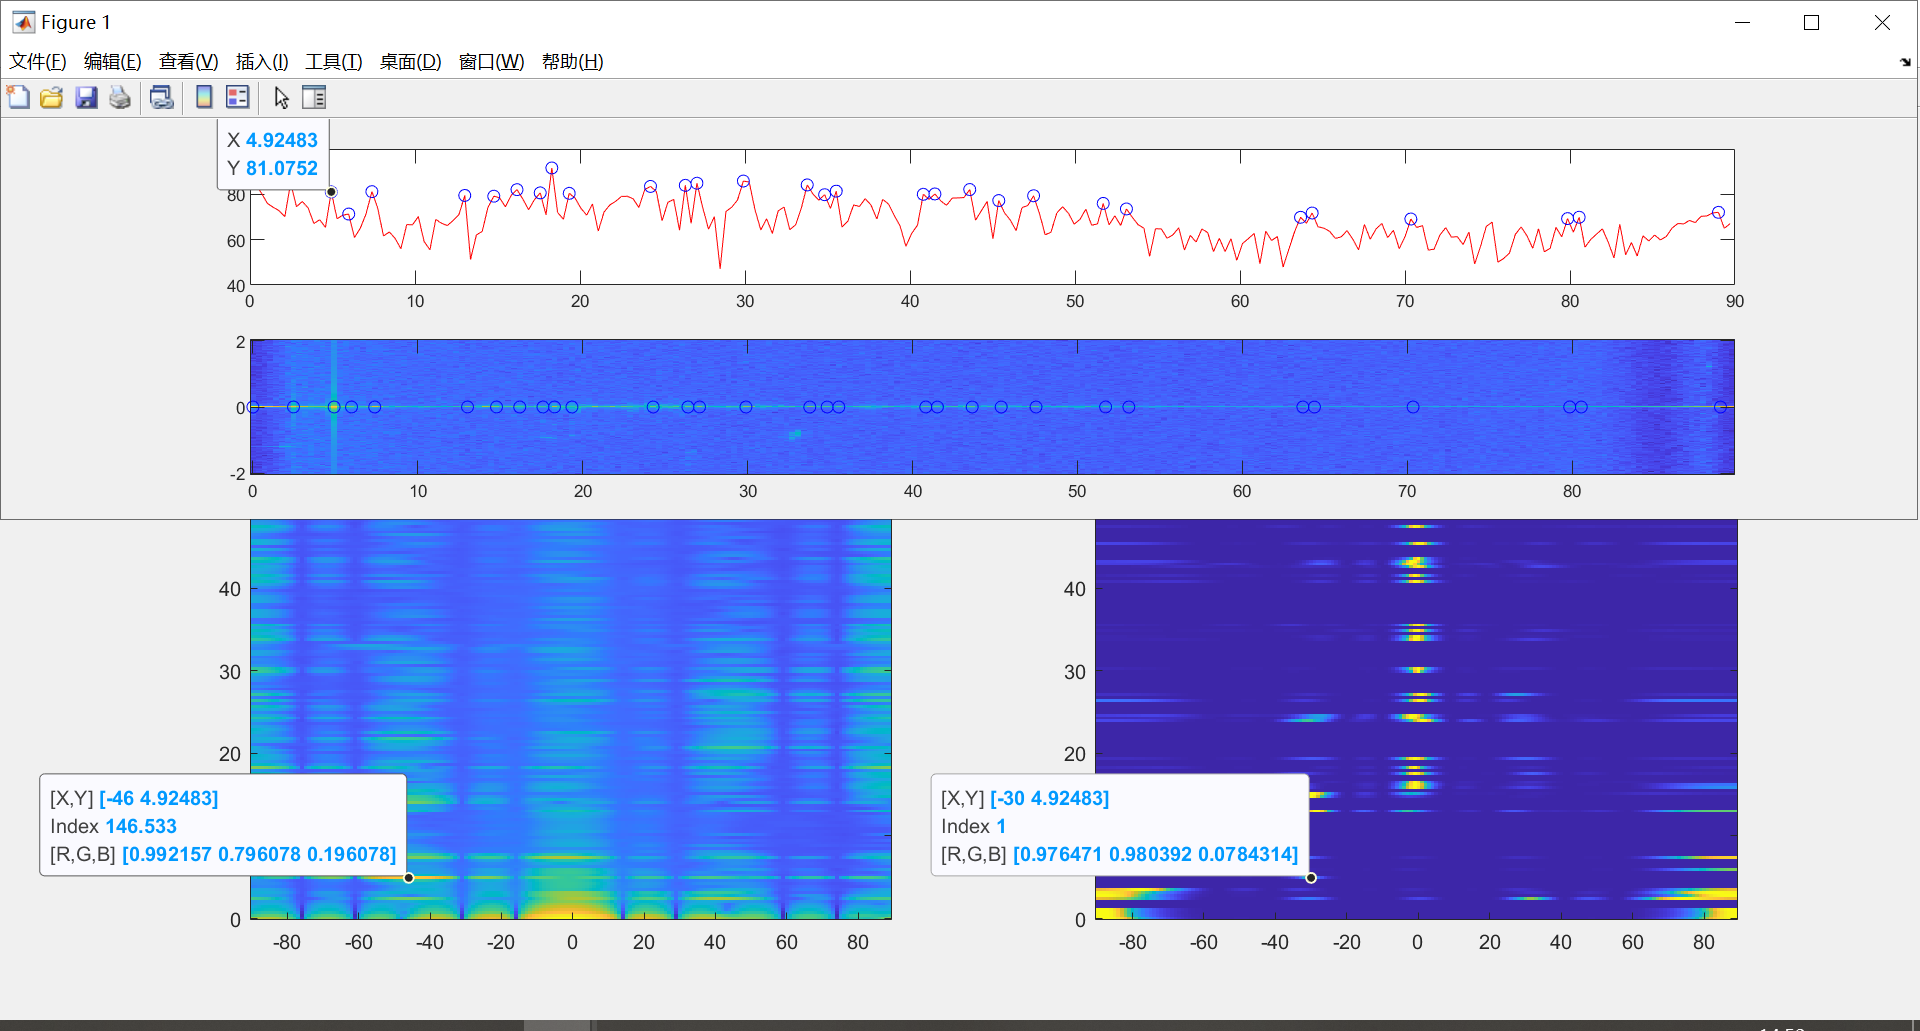 Figure 1
文件(F) 编辑(E) 查看(V) 插入(I) 工具(T) 桌面(D) 窗口(W) 帮助(H)
X 4.92483
Y 81.0752
80
60
40
0 10 20 30 40 50 60 70 80 90
2
0
-2
0 10 20 30 40 50 60 70 80
40
30
20
0
[X,Y] [-46 4.92483]
Index 146.533
[R,G,B] [0.992157 0.796078 0.196078]
-80 -60 -40 -20 0 20 40 60 80
40
30
20
0
[X,Y] [-30 4.92483]
Index 1
[R,G,B] [0.976471 0.980392 0.0784314]
-80 -60 -40 -20 0 20 40 60 80